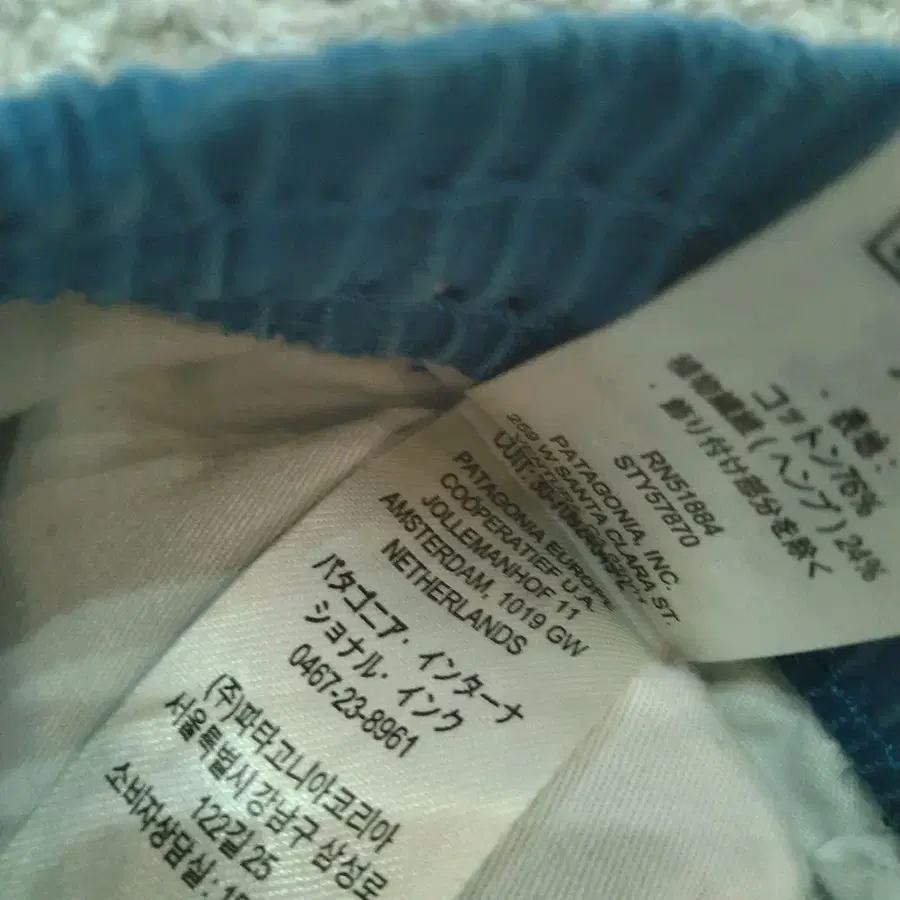 ・表地:
コットン76%
植物繊維(ヘンプ)24%
・飾り付け部分を除く
RN51884
STY57870
PATAGONIA, INC.
259 W SANTA CLARA ST.
PATAGONIA EUROPE
COOPERATIEF U.A.
JOLLEMANHOF 11
AMSTERDAM, 1019 GW
NETHERLANDS
パタゴニア・インターナ
ショナル・インク
0467-23-8961
(주)파타고니아코리아
서울특별시 강남구 삼성로
122길 25
소비자상담실: